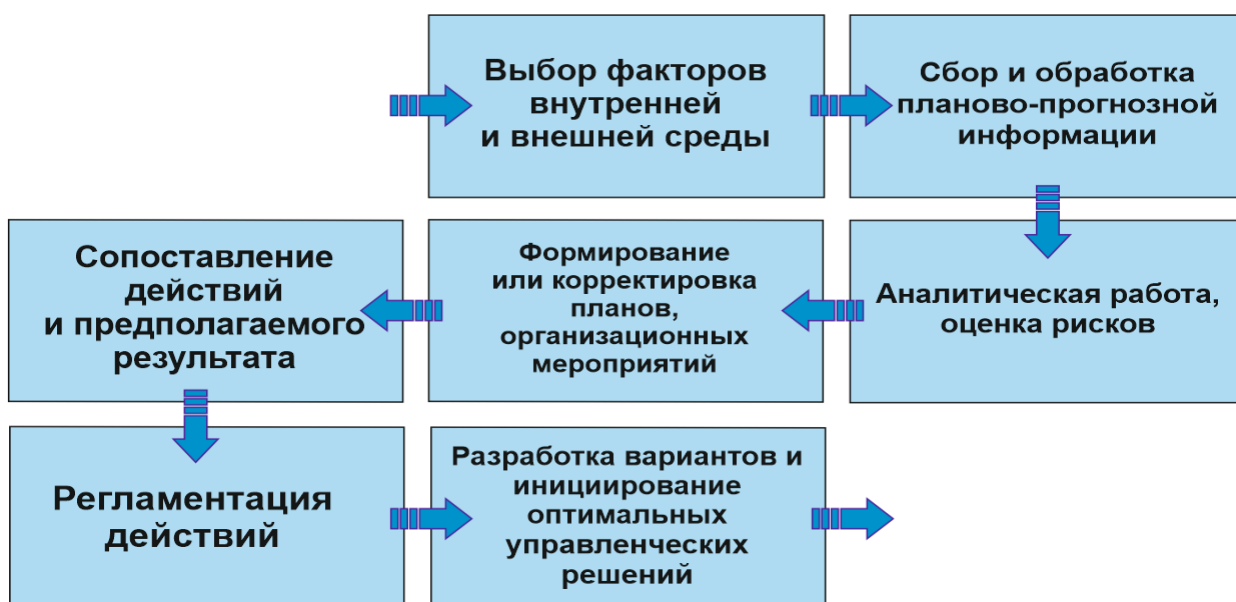 Выбор факторов
внутренней
и внешней среды
Сбор и обработка
планово-прогнозной
информации
Аналитическая работа,
оценка рисков
Формирование
или корректировка
планов,
организационных
мероприятий
Сопоставление
действий
и предполагаемого
результата
Регламентация
действий
Разработка вариантов и
инициирование
оптимальных
управленческих
решений